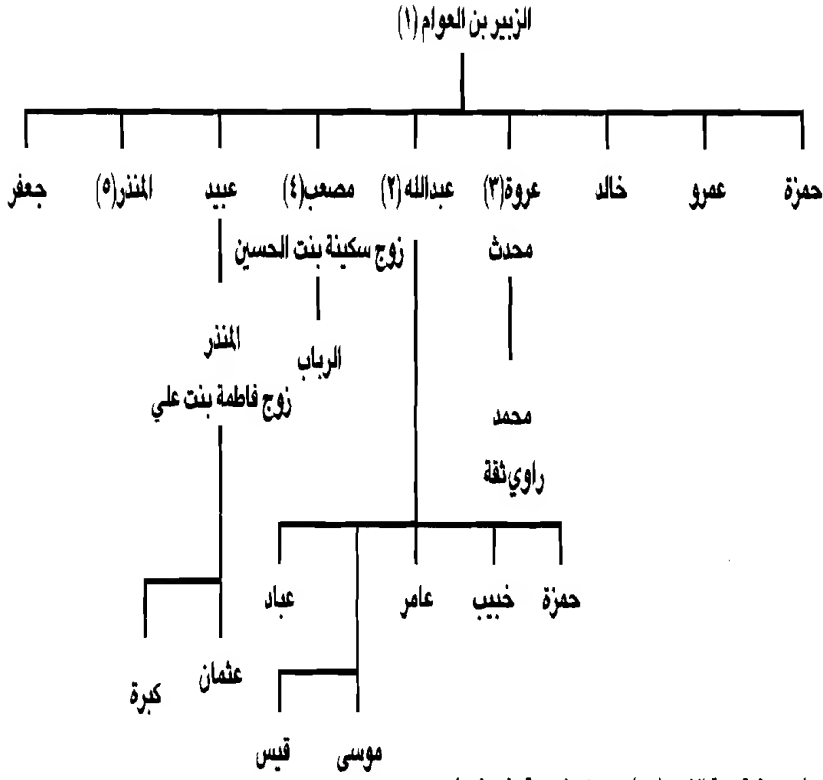 الزبير بن العوام (١)
حمزة
عمرو
خالد
عروة (٣)
عبدالله (٢)
مصعب (٤)
عبيد
المنذر (٥)
جعفر
محدث
زوج سكينة بنت الحسين
المنذر
زوج فاطمة بنت علي
الرباب
محمد
راوي ثقة
حمزة
خبيب
عامر
عباد
عثمان
كبرة
موسى
قيس